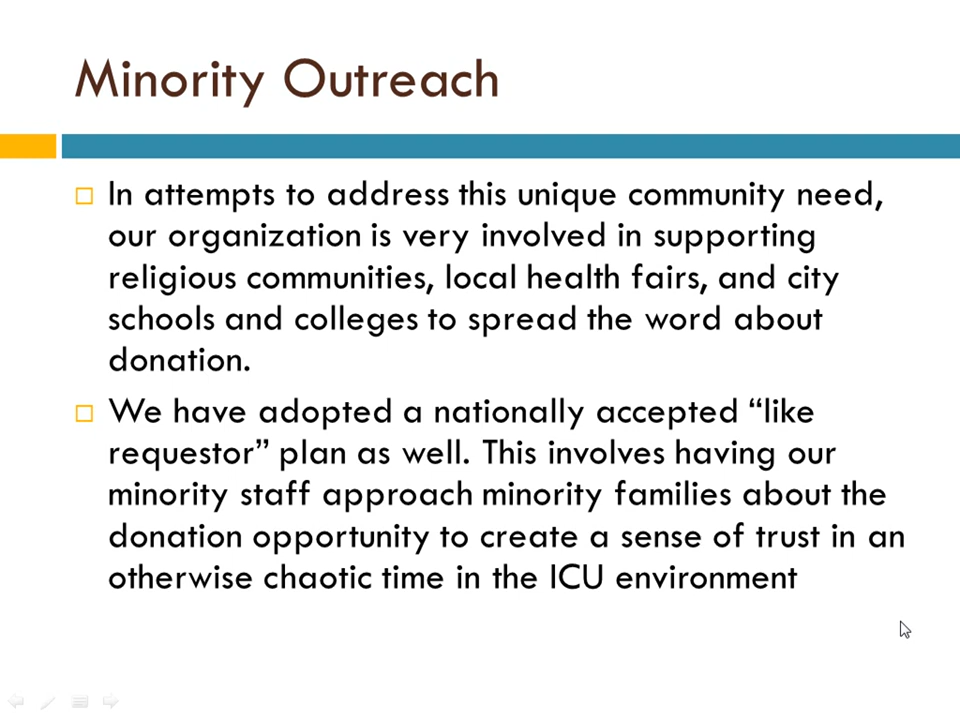 Minority Outreach
In attempts to address this unique community need,
our organization is very involved in supporting
religious communities, local health fairs, and city
schools and colleges to spread the word about
donation.
We have adopted a nationally accepted “like
requestor” plan as well. This involves having our
minority staff approach minority families about the
donation opportunity to create a sense of trust in an
otherwise chaotic time in the ICU environment